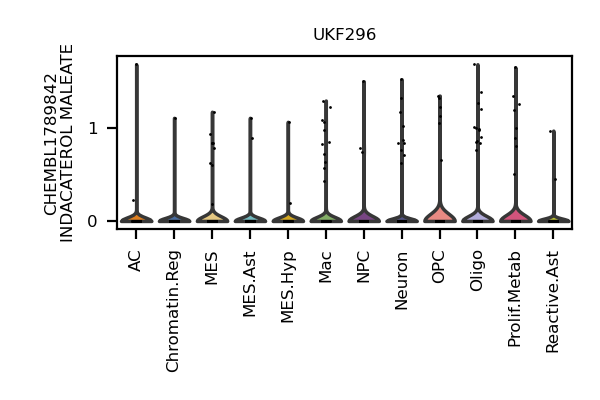 UKF296
CHEMBL1789842
INDACATEROL MALEATE
1
0
AC
Chromatin.Reg
MES
MES.Ast
MES.Hyp
Mac
NPC
Neuron
OPC
Oligo
Prolif.Metab
Reactive.Ast